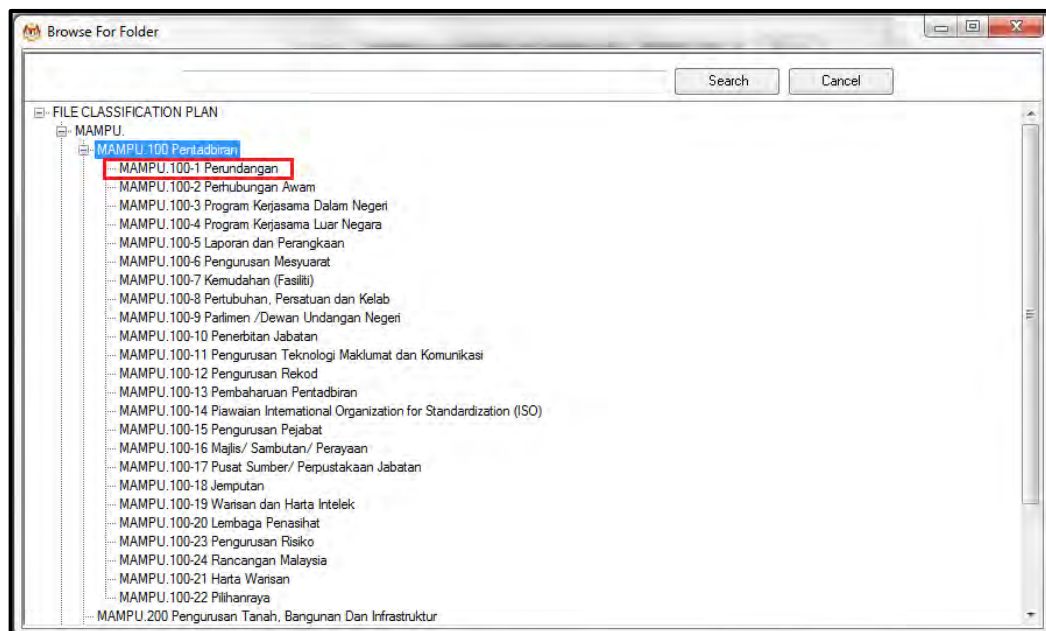 Browse For Folder
Search Cancel
FILE CLASSIFICATION PLAN
MAMPU.
MAMPU.100 Pentadbiran
MAMPU.100-1 Perundangan
MAMPU.100-2 Perhubungan Awam
MAMPU.100-3 Program Kerjasama Dalam Negeri
MAMPU.100-4 Program Kerjasama Luar Negara
MAMPU.100-5 Laporan dan Perangkaan
MAMPU.100-6 Pengurusan Mesyuarat
MAMPU.100-7 Kemudahan (Fasiliti)
MAMPU.100-8 Pertubuhan, Persatuan dan Kelab
MAMPU.100-9 Parlimen /Dewan Undangan Negeri
MAMPU.100-10 Penerbitan Jabatan
MAMPU.100-11 Pengurusan Teknologi Maklumat dan Komunikasi
MAMPU.100-12 Pengurusan Rekod
MAMPU.100-13 Pembaharuan Pentadbiran
MAMPU.100-14 Piawaian International Organization for Standardization (ISO)
MAMPU.100-15 Pengurusan Pejabat
MAMPU.100-16 Majlis/ Sambutan/ Perayaan
MAMPU.100-17 Pusat Sumber/ Perpustakaan Jabatan
MAMPU.100-18 Jemputan
MAMPU.100-19 Warisan dan Harta Intelek
MAMPU.100-20 Lembaga Penasihat
MAMPU.100-23 Pengurusan Risiko
MAMPU.100-24 Rancangan Malaysia
MAMPU.100-21 Harta Warisan
MAMPU.100-22 Pilihanraya
MAMPU.200 Pengurusan Tanah, Bangunan Dan Infrastruktur